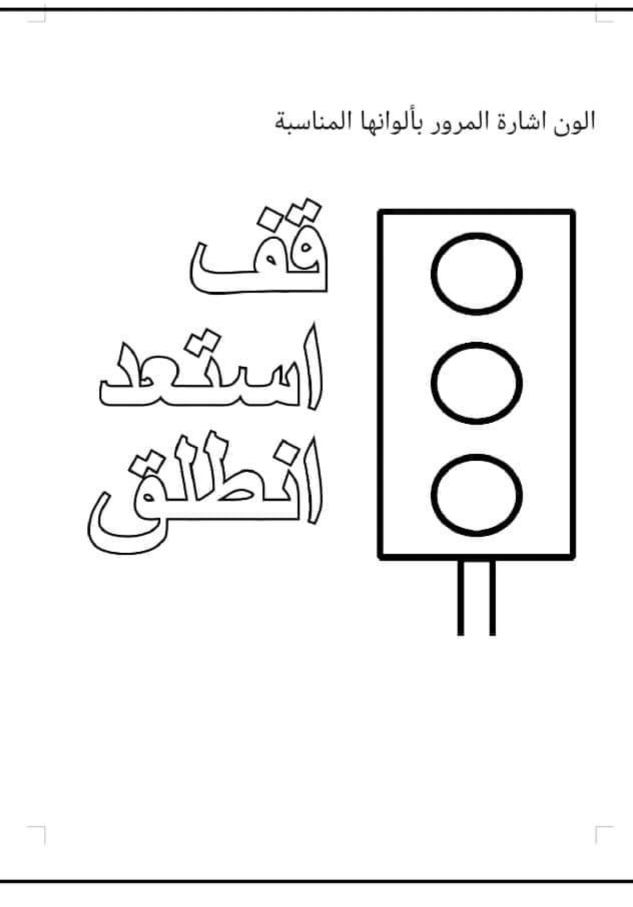 الون اشارة المرور بألوانها المناسبة
قف
استعد
انطلق